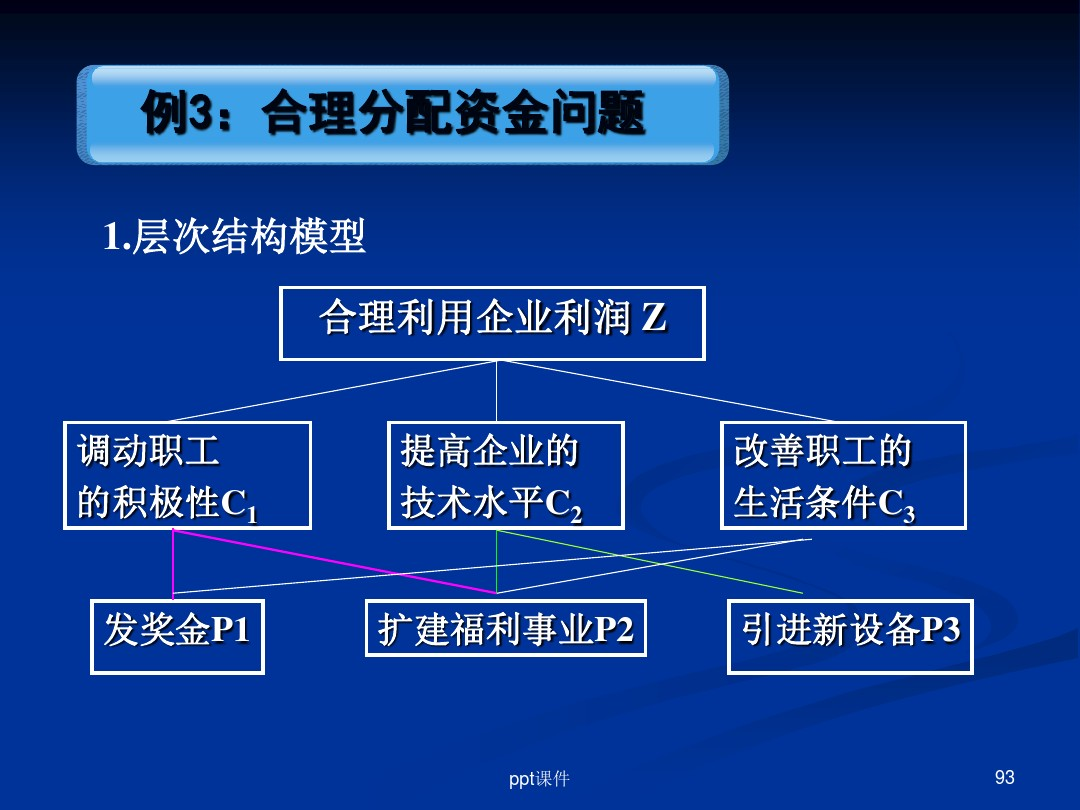 例3：合理分配资金问题
1.层次结构模型
合理利用企业利润 Z
调动职工
的积极性C₁
提高企业的
技术水平C₂
改善职工的
生活条件C₃
发奖金P1
扩建福利事业P2
引进新设备P3
ppt课件
93